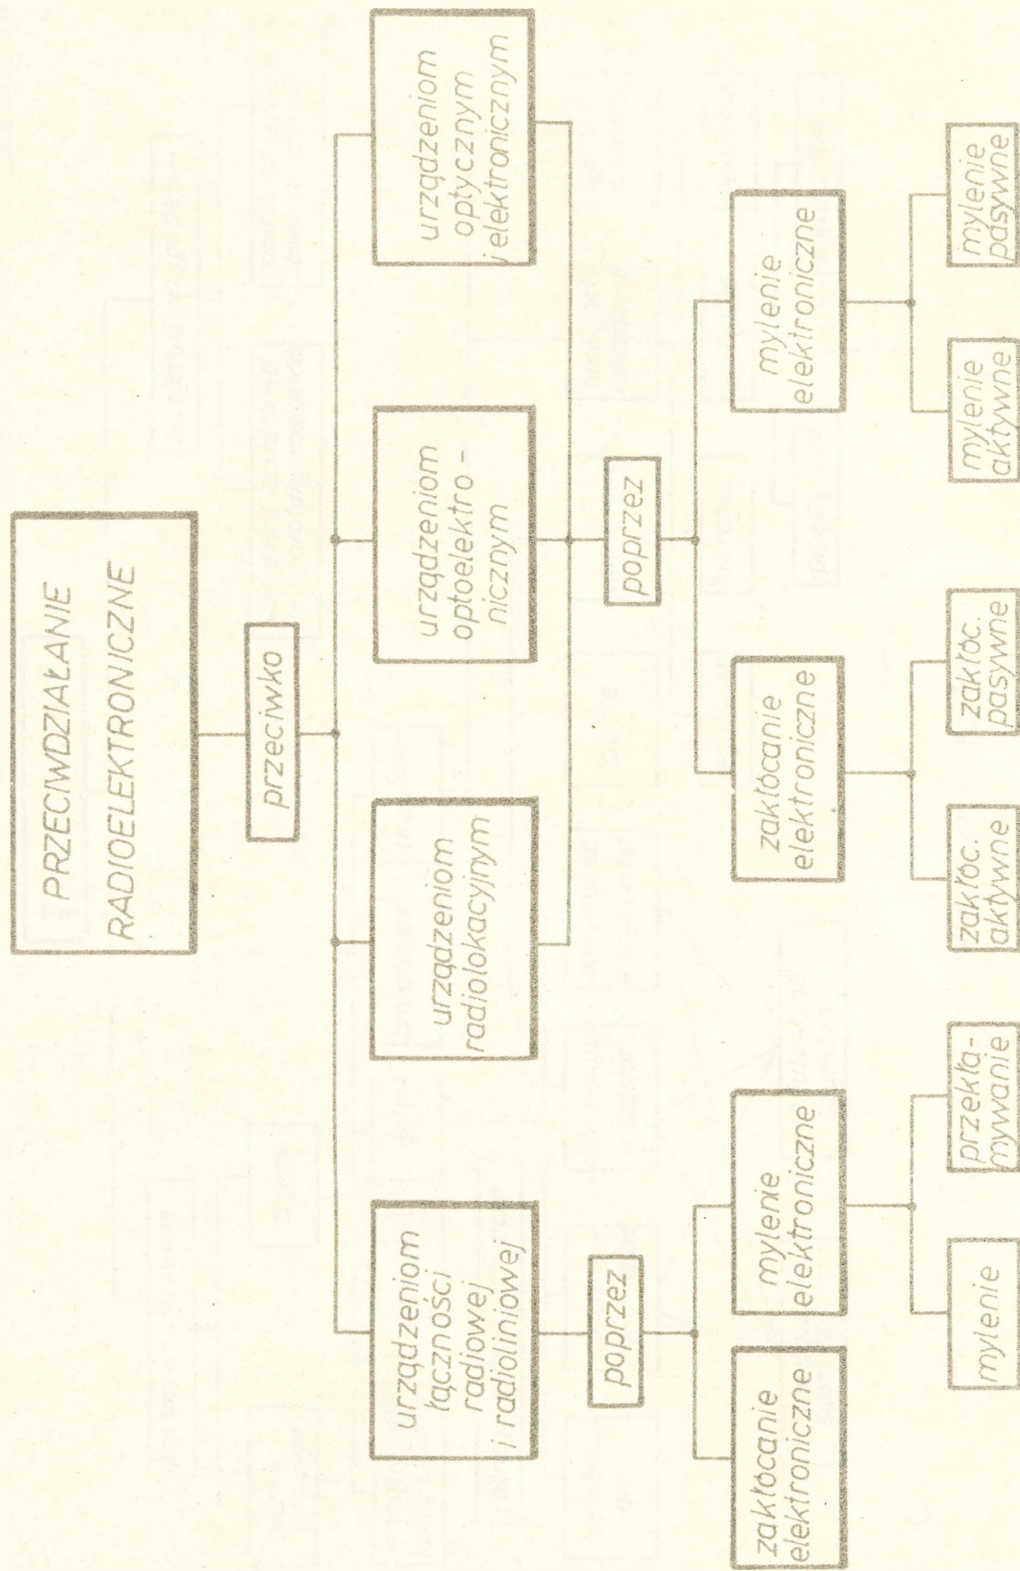 PRZECIWDZIAŁANIE
RADIOELEKTRONICZNE
przeciwko
urządzeniom
łączności
radiowej
i radioliniowej
urządzeniom
radiolokacyjnym
urządzeniom
optoelektro-
nicznym
urządzeniom
optycznym
i elektronicznym
poprzez
poprzez
zakłócanie
elektroniczne
mylenie
elektroniczne
zakłócanie
elektroniczne
mylenie
elektroniczne
mylenie
przekła-
mywanie
zakłóc.
aktywne
zakłóc.
pasywne
mylenie
aktywne
mylenie
pasywne